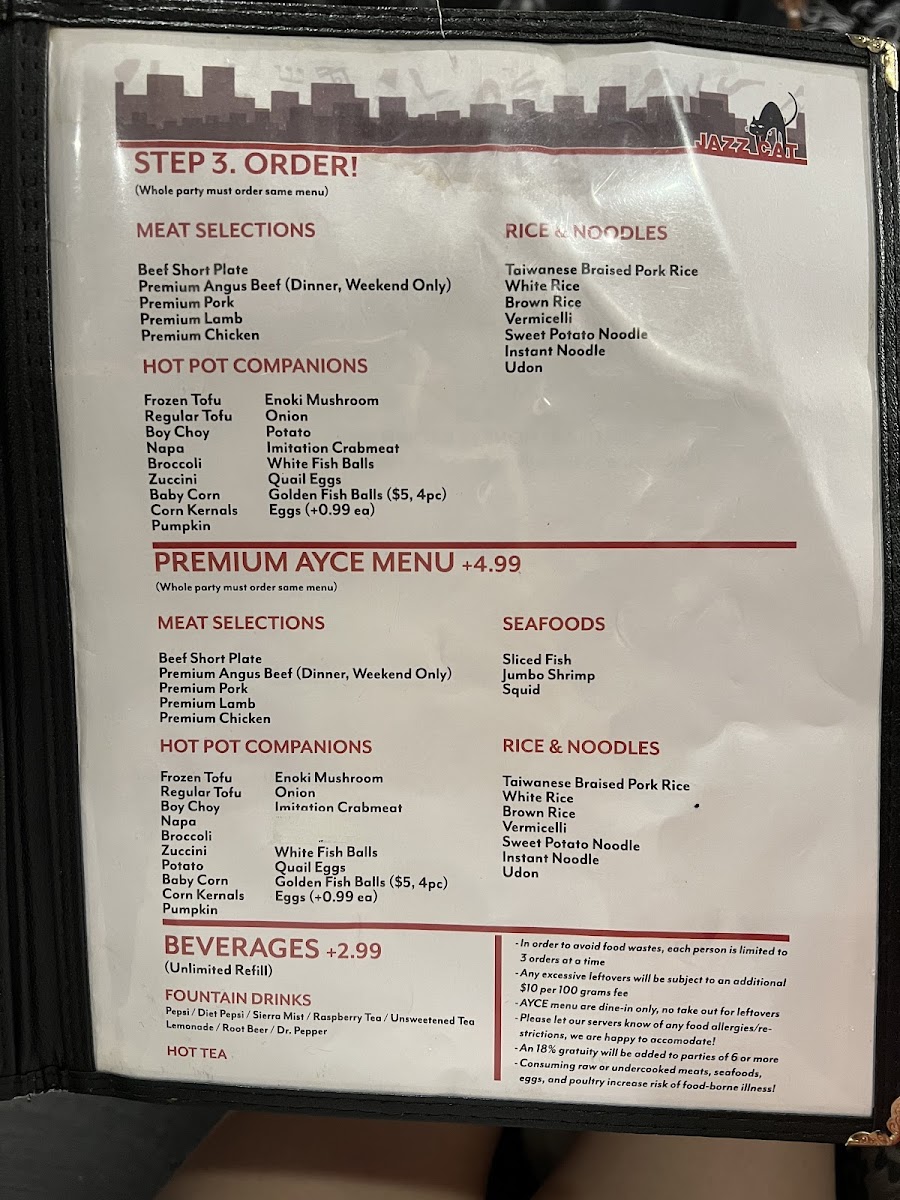 JAZZ CAT
STEP 3. ORDER!
(Whole party must order same menu)
MEAT SELECTIONS
Beef Short Plate
Premium Angus Beef (Dinner, Weekend Only)
Premium Pork
Premium Lamb
Premium Chicken
RICE & NOODLES
Taiwanese Braised Pork Rice
White Rice
Brown Rice
Vermicelli
Sweet Potato Noodle
Instant Noodle
Udon
HOT POT COMPANIONS
Frozen Tofu
Regular Tofu
Boy Choy
Napa
Broccoli
Zuccini
Baby Corn
Corn Kernals
Pumpkin
Enoki Mushroom
Onion
Potato
Imitation Crabmeat
White Fish Balls
Quail Eggs
Golden Fish Balls ($5, 4pc)
Eggs (+0.99 ea)
PREMIUM AYCE MENU +4.99
(Whole party must order same menu)
MEAT SELECTIONS
Beef Short Plate
Premium Angus Beef (Dinner, Weekend Only)
Premium Pork
Premium Lamb
Premium Chicken
SEAFOODS
Sliced Fish
Jumbo Shrimp
Squid
HOT POT COMPANIONS
Frozen Tofu
Regular Tofu
Boy Choy
Napa
Broccoli
Zuccini
Potato
Baby Corn
Corn Kernals
Pumpkin
Enoki Mushroom
Onion
Imitation Crabmeat
White Fish Balls
Quail Eggs
Golden Fish Balls ($5, 4pc)
Eggs (+0.99 ea)
RICE & NOODLES
Taiwanese Braised Pork Rice
White Rice
Brown Rice
Vermicelli
Sweet Potato Noodle
Instant Noodle
Udon
BEVERAGES +2.99
(Unlimited Refill)
FOUNTAIN DRINKS
Pepsi / Diet Pepsi / Sierra Mist / Raspberry Tea / Unsweetened Tea
Lemonade / Root Beer / Dr. Pepper
HOT TEA
- In order to avoid food wastes, each person is limited to
3 orders at a time
- Any excessive leftovers will be subject to an additional
$10 per 100 grams fee
- AYCE menu are dine-in only, no take out for leftovers
- Please let our servers know of any food allergies/re-
strictions, we are happy to accomodate!
- An 18% gratuity will be added to parties of 6 or more
- Consuming raw or undercooked meats, seafoods,
eggs, and poultry increase risk of food-borne illness!